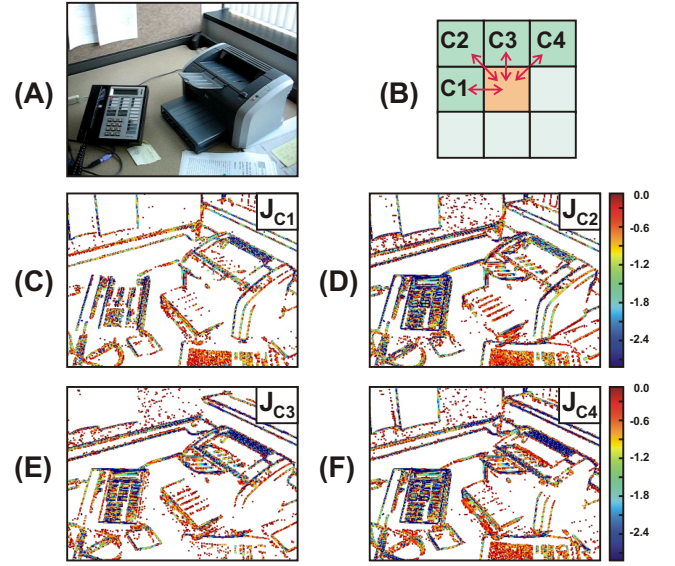 (A)
(B)
C2 C3 C4
C1
(C)
J_C1
(D)
J_C2
0.0
-0.6
-1.2
-1.8
-2.4
(E)
J_C3
(F)
J_C4
0.0
-0.6
-1.2
-1.8
-2.4